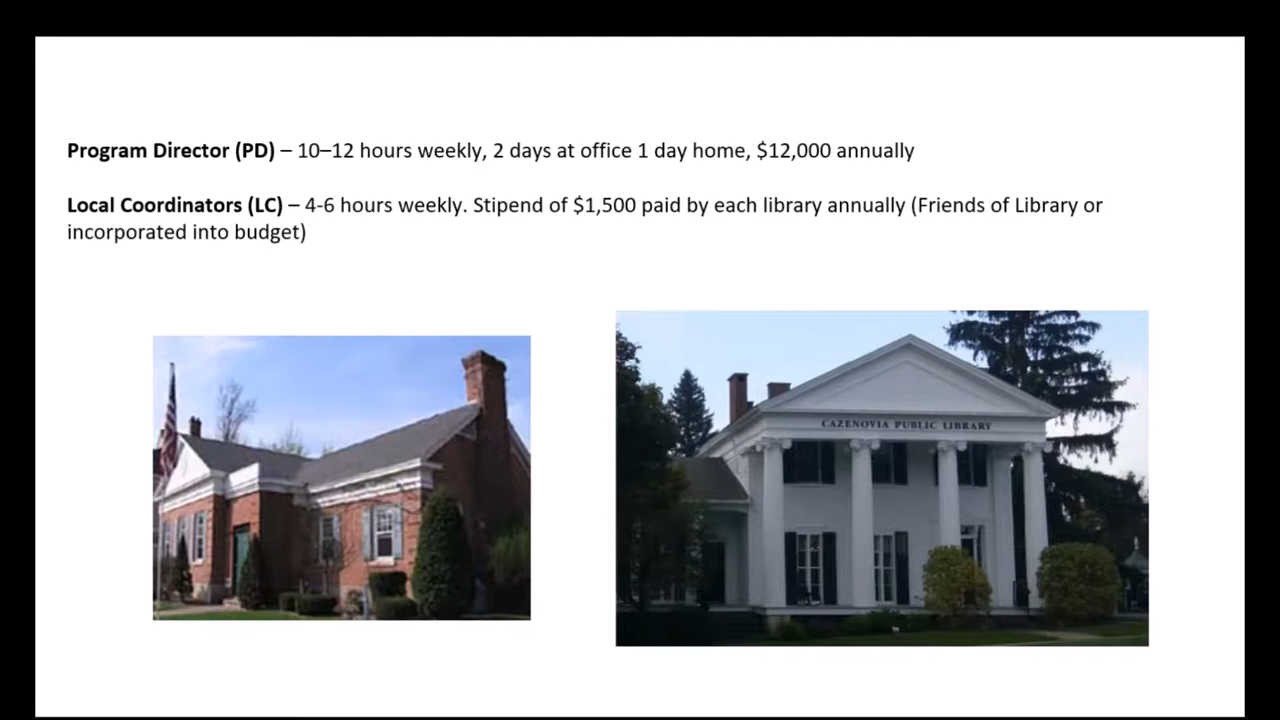 Program Director (PD) – 10–12 hours weekly, 2 days at office 1 day home, $12,000 annually
Local Coordinators (LC) – 4-6 hours weekly. Stipend of $1,500 paid by each library annually (Friends of Library or
incorporated into budget)
CAZENOVIA PUBLIC LIBRARY